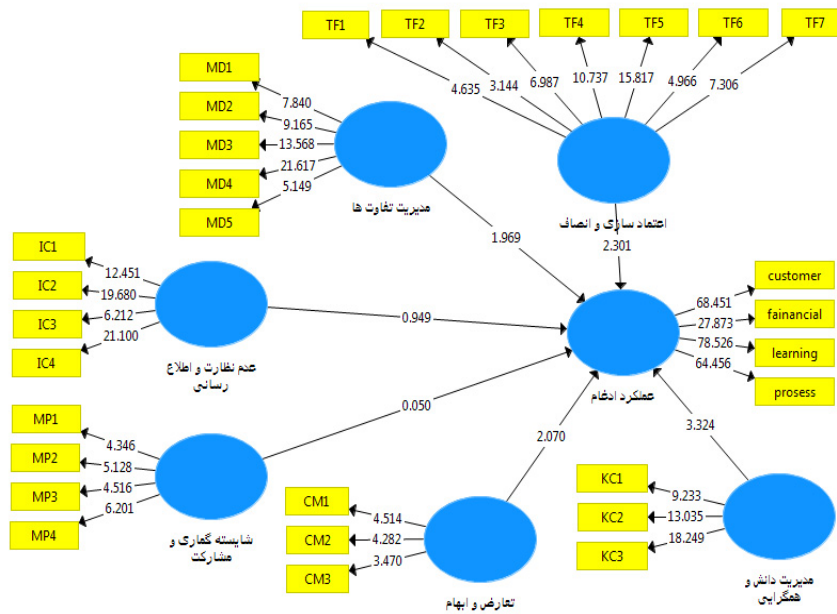 TF1
TF2
TF3
TF4
TF5
TF6
TF7
4.635
3.144
6.987
10.737
15.817
4.966
7.306
اعتماد سازی و انصاف
2.301
MD1
MD2
MD3
MD4
MD5
7.840
9.165
13.568
21.617
5.149
مدیریت تفاوت ها
1.969
IC1
IC2
IC3
IC4
12.451
19.680
6.212
21.100
عدم نظارت و اطلاع
رسانی
0.949
customer
fainancial
learning
prosess
68.451
27.873
78.526
64.456
عملکرد ادغام
MP1
MP2
MP3
MP4
4.346
5.128
4.516
6.201
شایسته گماری و
مشارکت
0.050
CM1
CM2
CM3
4.514
4.282
3.470
تعارض و ابهام
2.070
KC1
KC2
KC3
9.233
13.035
18.249
مدیریت دانش و
همگرایی
3.324